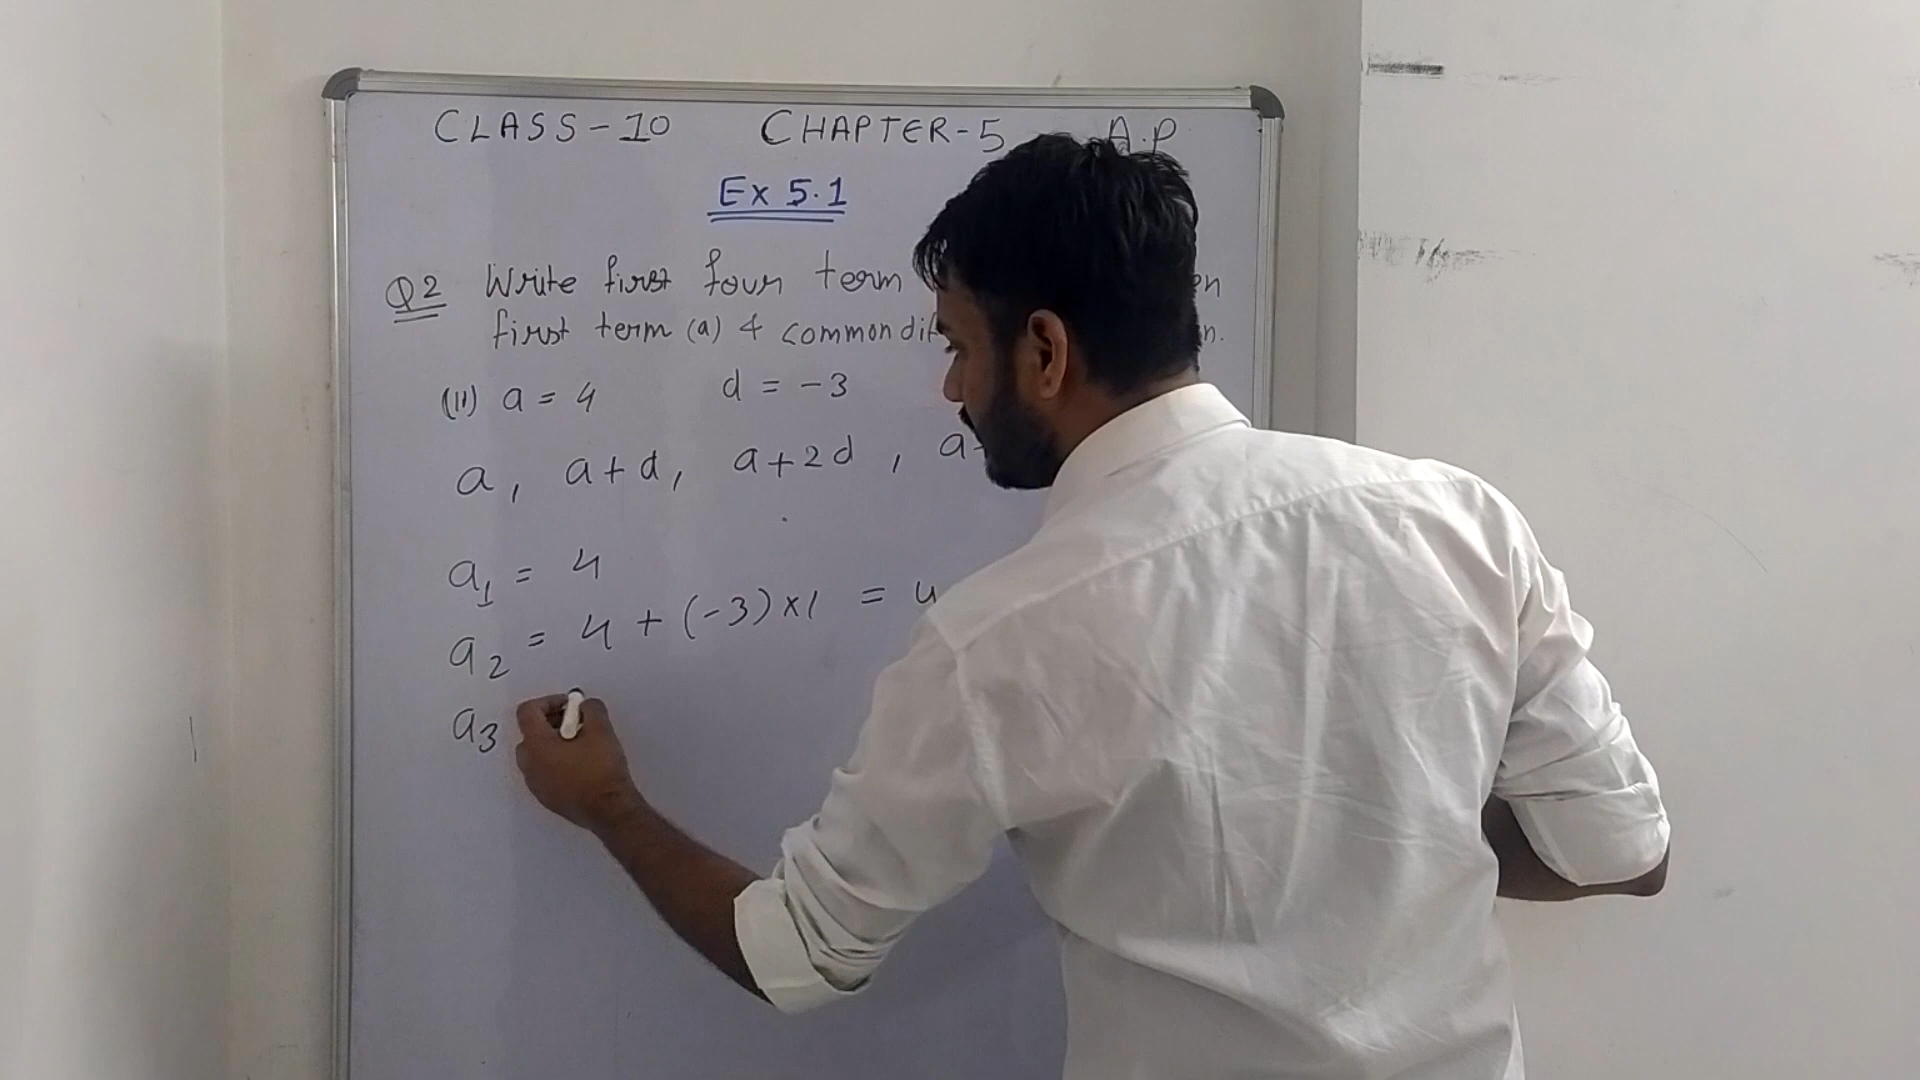 CLASS-10 CHAPTER-5 A.P
Ex 5.1
Q2 Write first four term
first term (a) & common
(11) a = 4 d = -3
a, a+d, a+2d,
a1 = 4
a2 = 4 + (-3)×1 = 4
a3